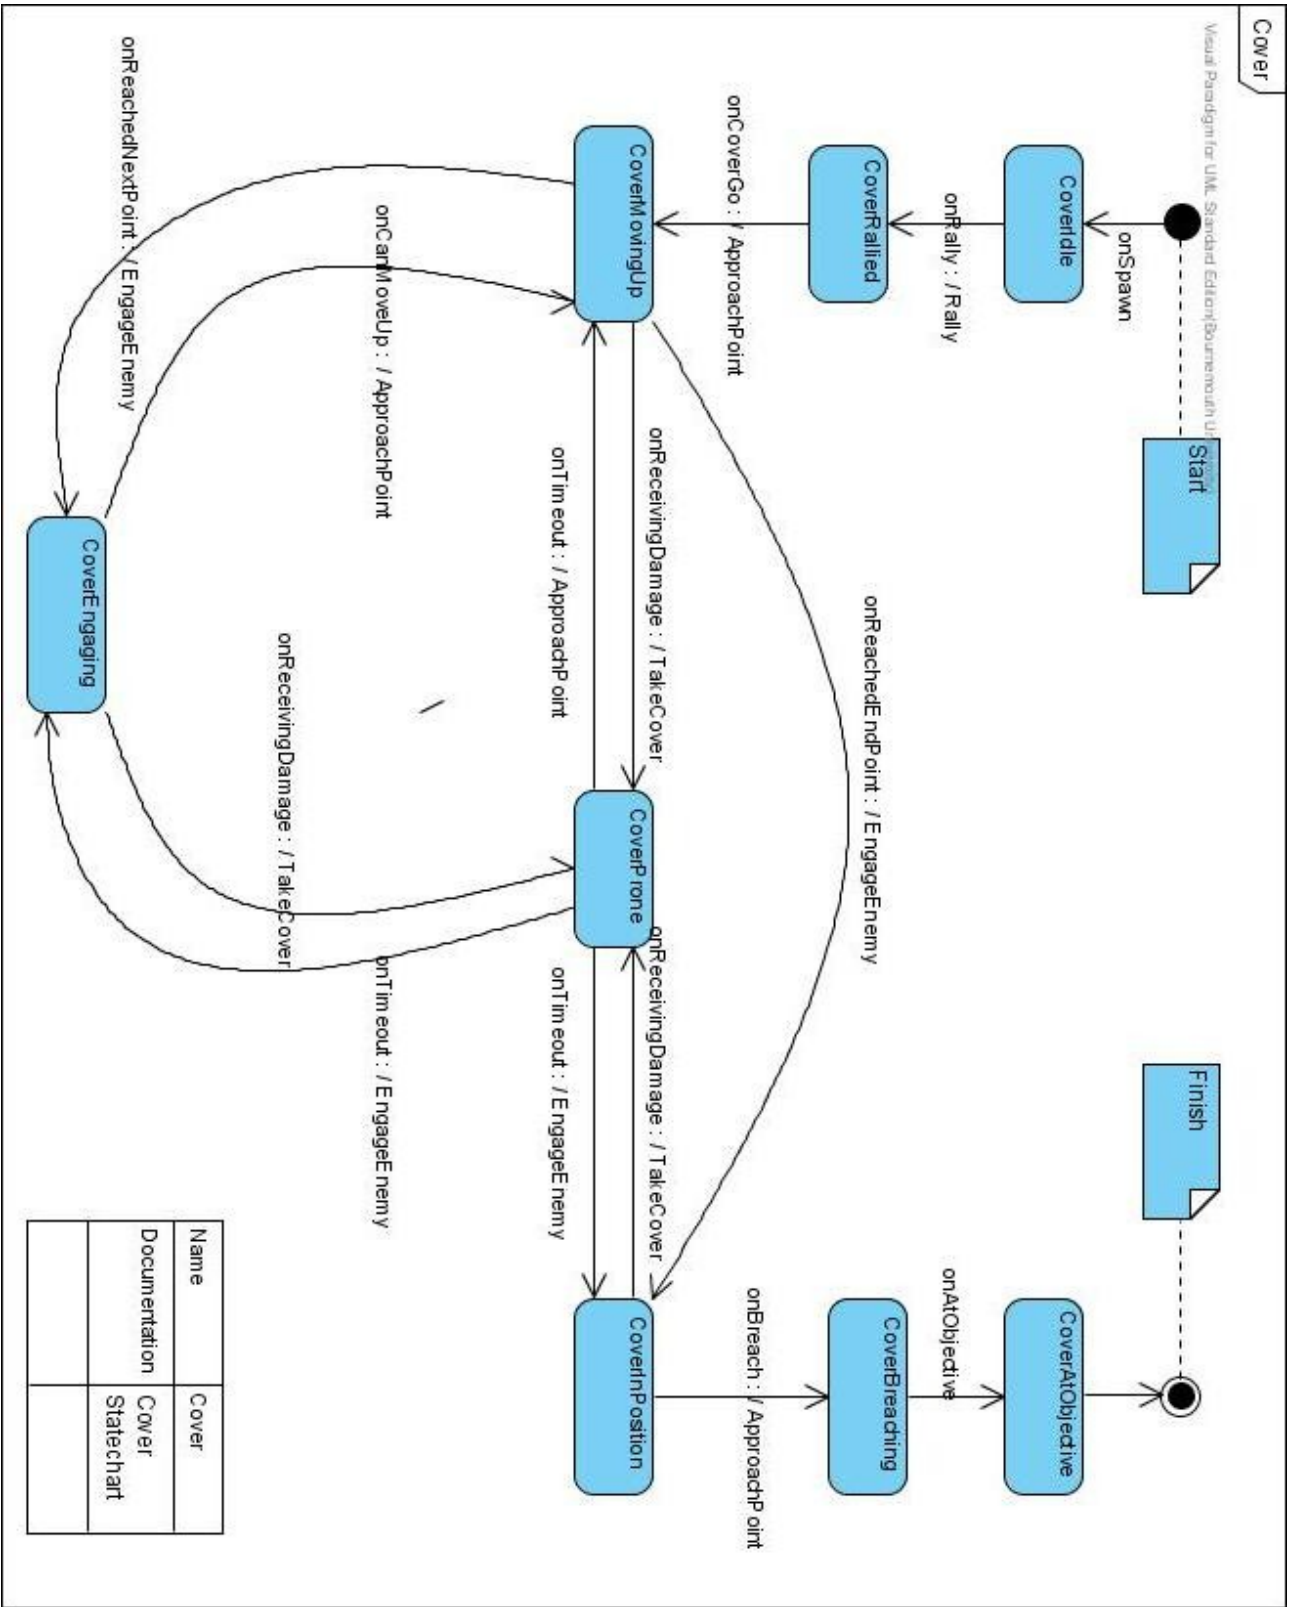 Cover
Visual Paradigm for UML Standard Edition(Bournemouth
Start
Finish
onSpawn
CoverIdle
CoverAtObjective
onRally : / Rally
onAtObjective
CoverRallied
CoverBreaching
onReachedEndPoint : / EngageEnemy
onCoverGo : / ApproachPoint
onBreach : / ApproachPoint
onReceivingDamage : / TakeCover
onReceivingDamage : / TakeCover
CoverMovingUp
CoverProne
CoverInPosition
onTimeout : / ApproachPoint
onTimeout : / EngageEnemy
onCanMoveUp : / ApproachPoint
onTimeout : / EngageEnemy
onReceivingDamage : / TakeCover
onReachedNextPoint : / EngageEnemy
CoverEngaging
Name Cover
Documentation Cover
Statechart